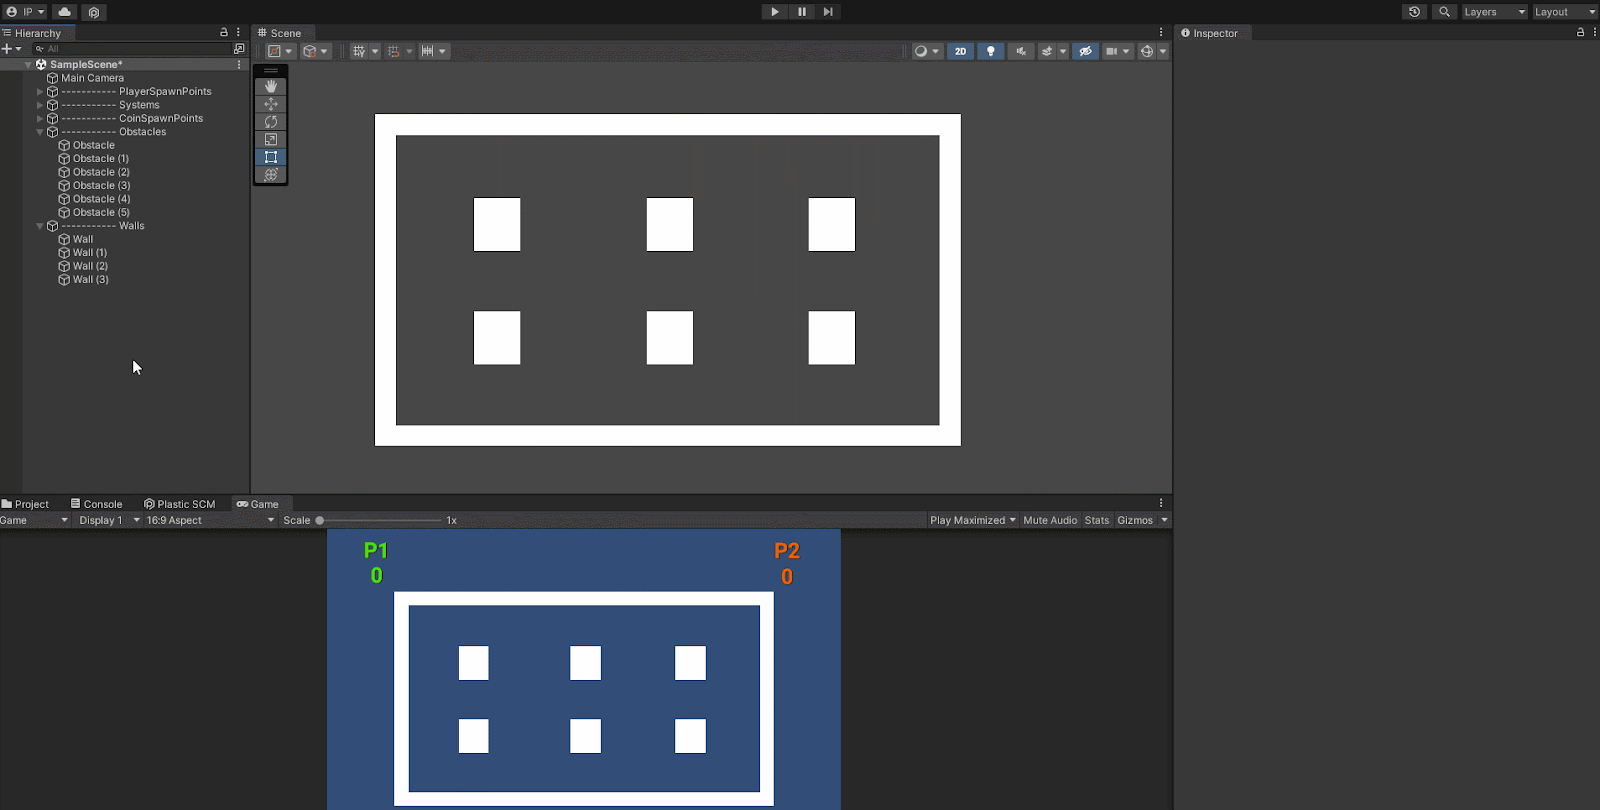 IP
Layers
Layout
Hierarchy
Scene
Inspector
All
2D
SampleScene*
Main Camera
----------- PlayerSpawnPoints
----------- Systems
----------- CoinSpawnPoints
----------- Obstacles
Obstacle
Obstacle (1)
Obstacle (2)
Obstacle (3)
Obstacle (4)
Obstacle (5)
----------- Walls
Wall
Wall (1)
Wall (2)
Wall (3)
Project Console Plastic SCM Game
Game Display 1 16:9 Aspect Scale 1x Play Maximized Mute Audio Stats Gizmos
P1 P2
0 0